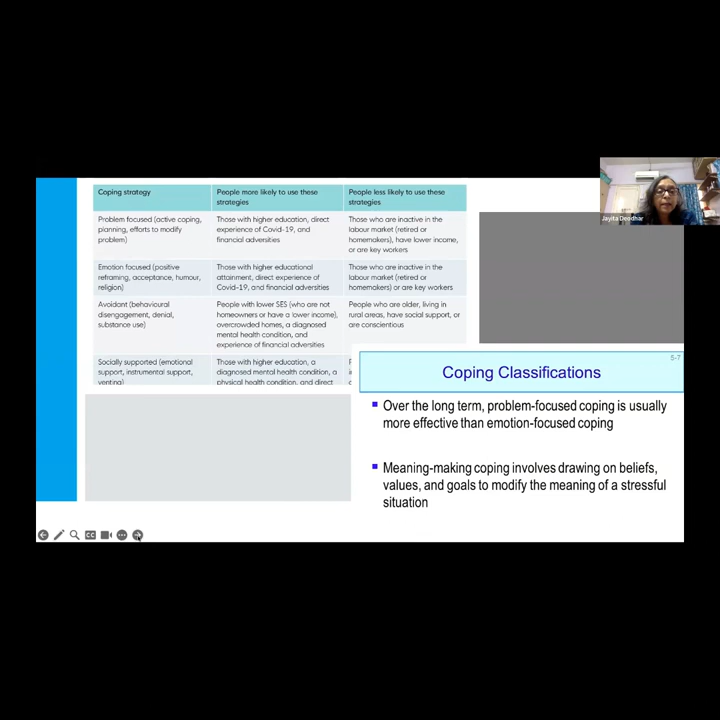 Coping strategy
People more likely to use these
strategies
People less likely to use these
strategies
Problem focused (active coping,
planning, efforts to modify
problem)
Those with higher education, direct
experience of Covid-19, and
financial adversities
Those who are inactive in the
labour market (retired or
homemakers), have lower income,
or are key workers
Emotion focused (positive
reframing, acceptance, humour,
religion)
Those with higher educational
attainment, direct experience of
Covid-19, and financial adversities
Those who are inactive in the
labour market (retired or
homemakers) or are key workers
Avoidant (behavioural
disengagement, denial,
substance use)
People with lower SES (who are not
homeowners or have a lower income),
overcrowded homes, a diagnosed
mental health condition, and
experience of financial adversities
People who are older, living in
rural areas, have social support, or
are conscientious
Socially supported (emotional
support, instrumental support,
venting)
Those with higher education, a
diagnosed mental health condition, a
physical health condition, and direct
Jayita Deodhar
5-7
Coping Classifications
Over the long term, problem-focused coping is usually
more effective than emotion-focused coping
Meaning-making coping involves drawing on beliefs,
values, and goals to modify the meaning of a stressful
situation
CC